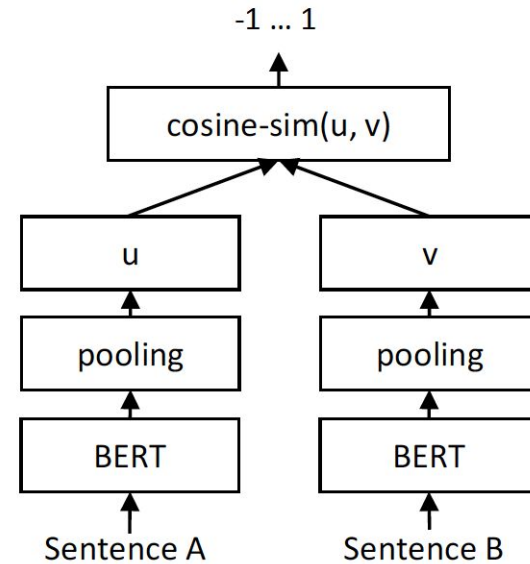 -1 ... 1
cosine-sim(u, v)
u v
pooling pooling
BERT BERT
Sentence A Sentence B